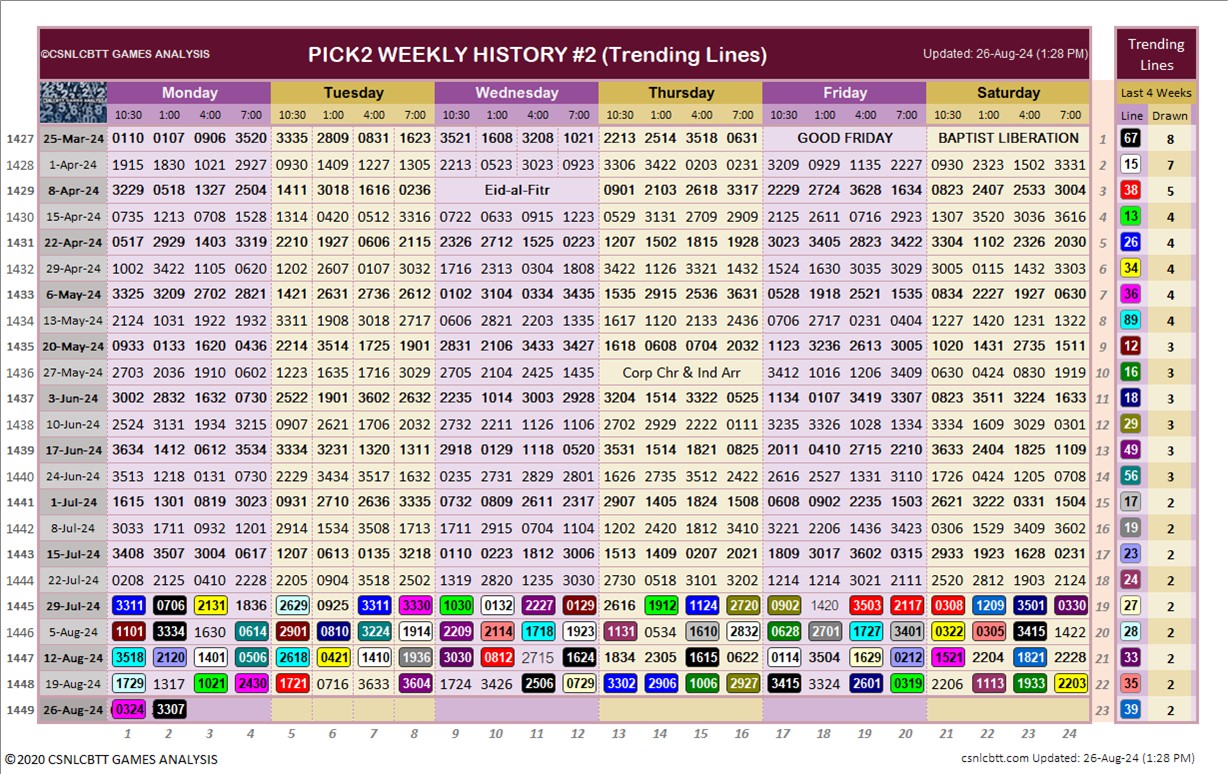 ©CSNLCBTT GAMES ANALYSIS PICK2 WEEKLY HISTORY #2 (Trending Lines) Updated: 26-Aug-24 (1:28 PM) Trending Lines
Monday Tuesday Wednesday Thursday Friday Saturday Last 4 Weeks
10:30 1:00 4:00 7:00 10:30 1:00 4:00 7:00 10:30 1:00 4:00 7:00 10:30 1:00 4:00 7:00 10:30 1:00 4:00 7:00 10:30 1:00 4:00 7:00 Line Drawn
1427 25-Mar-24 0110 0107 0906 3520 3335 2809 0831 1623 3521 1608 3208 1021 2213 2514 3518 0631 GOOD FRIDAY BAPTIST LIBERATION 1 67 8
1428 1-Apr-24 1915 1830 1021 2927 0930 1409 1227 1305 2213 0523 3023 0923 3306 3422 0203 0231 3209 0929 1135 2227 0930 2323 1502 3331 2 15 7
1429 8-Apr-24 3229 0518 1327 2504 1411 3018 1616 0236 Eid-al-Fitr 0901 2103 2618 3317 2229 2724 3628 1634 0823 2407 2533 3004 3 38 5
1430 15-Apr-24 0735 1213 0708 1528 1314 0420 0512 3316 0722 0633 0915 1223 0529 3131 2709 2909 2125 2611 0716 2923 1307 3520 3036 3616 4 13 4
1431 22-Apr-24 0517 2929 1403 3319 2210 1927 0606 2115 2326 2712 1525 0223 1207 1502 1815 1928 3023 3405 2823 3422 3304 1102 2326 2030 5 26 4
1432 29-Apr-24 1002 3422 1105 0620 1202 2607 0107 3032 1716 2313 0304 1808 3422 1126 3321 1432 1524 1630 3035 3029 3005 0115 1432 3303 6 34 4
1433 6-May-24 3325 3209 2702 2821 1421 2631 2736 2612 0102 3104 0334 3435 1535 2915 2536 3631 0528 1918 2521 1535 0834 2227 1927 0630 7 36 4
1434 13-May-24 2124 1031 1922 1932 3311 1908 3018 2717 0606 2821 2203 1335 1617 1120 2133 2436 0706 2717 0231 0404 1227 1420 1231 1322 8 89 4
1435 20-May-24 0933 0133 1620 0436 2214 3514 1725 1901 2831 2106 3433 3427 1618 0608 0704 2032 1123 3236 2613 3005 1020 1431 2735 1511 9 12 3
1436 27-May-24 2703 2036 1910 0602 1223 1635 1716 3029 2705 2104 2425 1435 Corp Chr & Ind Arr 3412 1016 1206 3409 0630 0424 0830 1919 10 16 3
1437 3-Jun-24 3002 2832 1632 0730 2522 1901 3602 2632 2235 1014 3003 2928 3204 1514 3322 0525 1134 0107 3419 3307 0823 3511 3224 1633 11 18 3
1438 10-Jun-24 2524 3131 1934 3215 0907 2621 1706 2032 2732 2211 1126 1106 2702 2929 2222 0111 3235 3326 1028 1334 3334 1609 3029 0301 12 29 3
1439 17-Jun-24 3634 1412 0612 3534 3334 3231 1320 1311 2918 0129 1118 0520 3531 1514 1821 0825 2011 0410 2715 2210 3633 2404 1825 1109 13 49 3
1440 24-Jun-24 3513 1218 0131 0730 2229 3434 3517 1635 0235 2731 2829 2801 1626 2735 3512 2422 2616 2527 1331 3110 1726 0424 1205 0708 14 56 3
1441 1-Jul-24 1615 1301 0819 3023 0931 2710 2636 3335 0732 0809 2611 2317 2907 1405 1824 1508 0608 0902 2235 1503 2621 3222 0331 1504 15 17 2
1442 8-Jul-24 3033 1711 0932 1201 2914 1534 3508 1713 1711 2915 0704 1104 1202 2420 1812 3410 3221 2206 1436 3423 0306 1529 3409 3602 16 19 2
1443 15-Jul-24 3408 3507 3004 0617 1207 0613 0135 3218 0110 0223 1812 3006 1513 1409 0207 2021 1809 3017 3602 0315 2933 1923 1628 0231 17 23 2
1444 22-Jul-24 0208 2125 0410 2228 2205 0904 3518 2502 1319 2820 1235 3030 2730 0518 3101 3202 1214 1214 3021 2111 2520 2812 1903 2124 18 24 2
1445 29-Jul-24 3311 0706 2131 1836 2629 0925 3311 3330 1030 0132 2227 0129 2616 1912 1124 2720 0902 1420 3503 2117 0308 1209 3501 0330 19 27 2
1446 5-Aug-24 1101 3334 1630 0614 2901 0810 3224 1914 2209 2114 1718 1923 1131 0534 1610 2832 0628 2701 1727 3401 0322 0305 3415 1422 20 28 2
1447 12-Aug-24 3518 2120 1401 0506 2618 0421 1410 1936 3030 0812 2715 1624 1834 2305 1615 0622 0114 3504 1629 0212 1521 2204 1821 2228 21 33 2
1448 19-Aug-24 1729 1317 1021 2430 1721 0716 3633 3604 1724 3426 2506 0729 3302 2906 1006 2927 3415 3324 2601 0319 2206 1113 1933 2203 22 35 2
1449 26-Aug-24 0324 3307 23 39 2
1 2 3 4 5 6 7 8 9 10 11 12 13 14 15 16 17 18 19 20 21 22 23 24
©2020 CSNLCBTT GAMES ANALYSIS csnlcbtt.com Updated: 26-Aug-24 (1:28 PM)